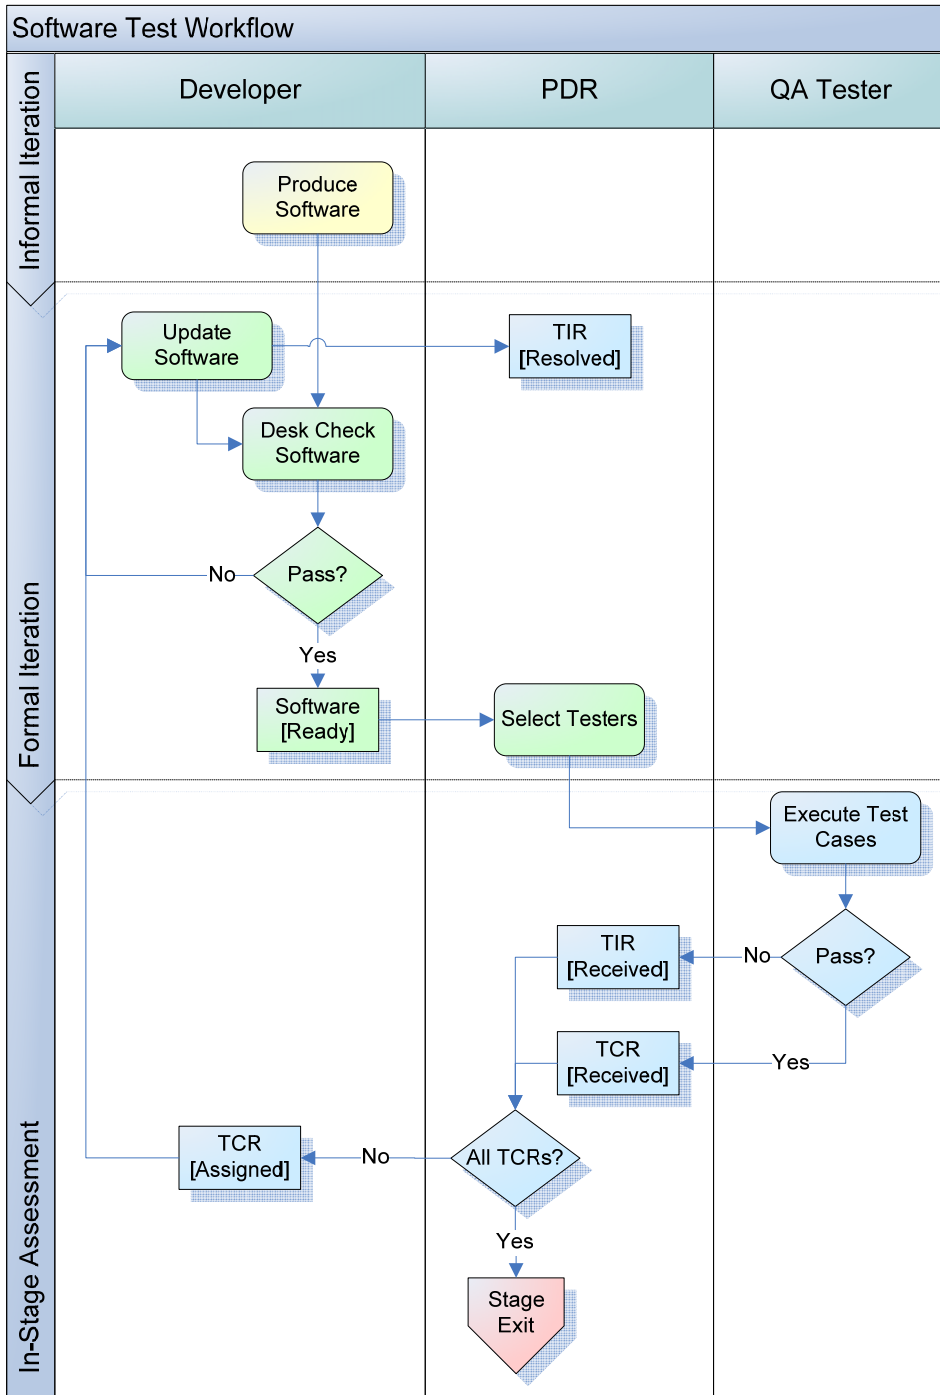 Software Test Workflow
Developer
PDR
QA Tester
Informal Iteration
Produce
Software
Formal Iteration
Update
Software
TIR
[Resolved]
Desk Check
Software
Pass?
No
Yes
Software
[Ready]
Select Testers
In-Stage Assessment
Execute Test
Cases
Pass?
No
TIR
[Received]
Yes
TCR
[Received]
All TCRs?
No
TCR
[Assigned]
Yes
Stage
Exit